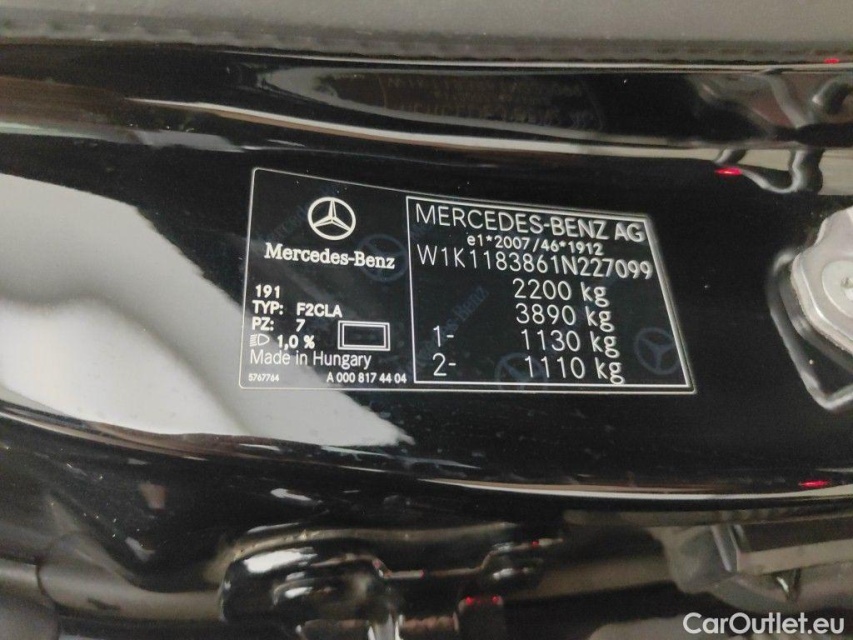 Mercedes-Benz
191
TYP: F2CLA
PZ: 7
1,0 %
Made in Hungary
5767764
A 000 817 44 04
MERCEDES-BENZ AG
e1*2007/46*1912
W1K1183861N227099
2200 kg
3890 kg
1- 1130 kg
2- 1110 kg
CarOutlet.eu